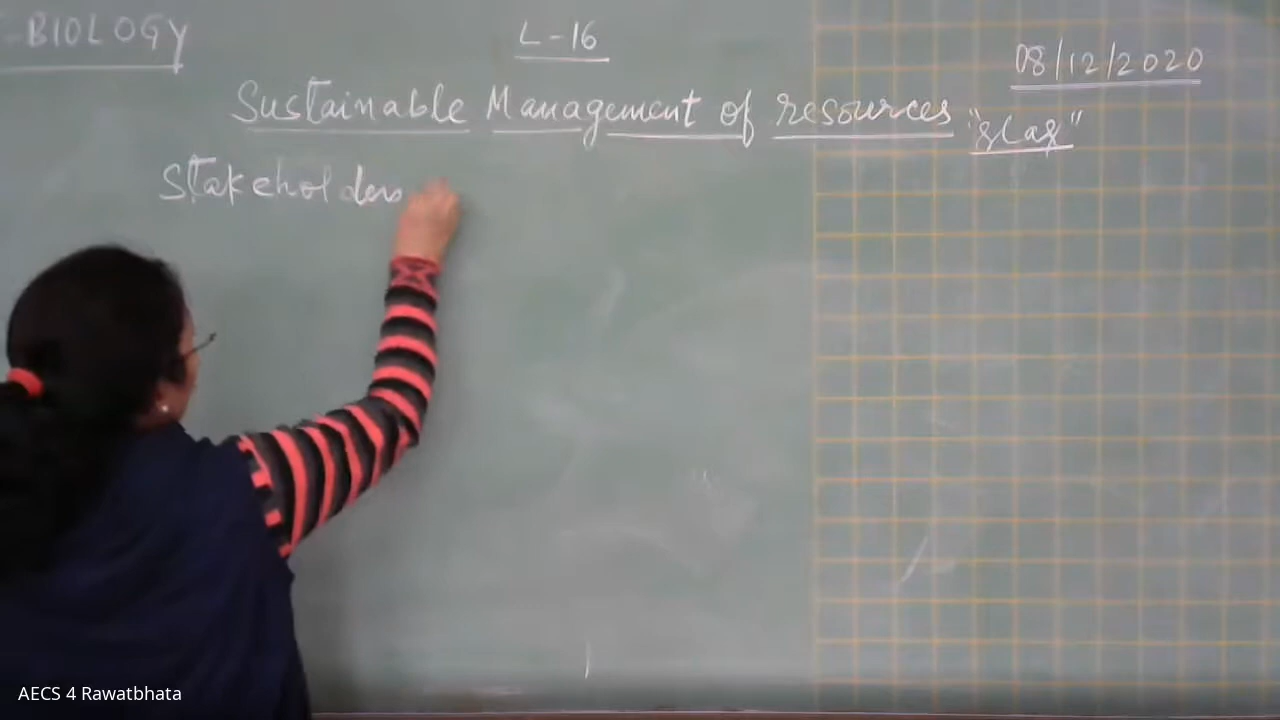 -BIOLOGY
L-16
08/12/2020
Sustainable Management of resources
Stakeholders
AECS 4 Rawatbhata